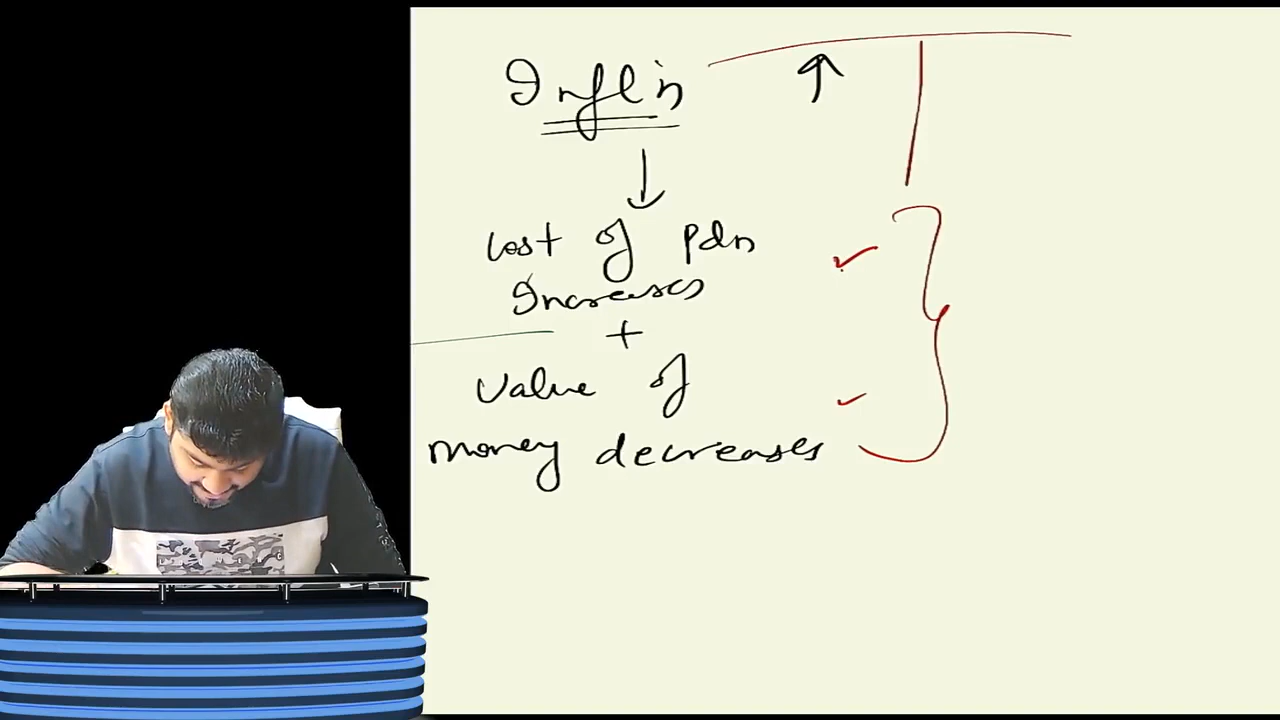 Infl'n ↑
↓
Cost of Pdn
Increases
+
Value of
money decreases